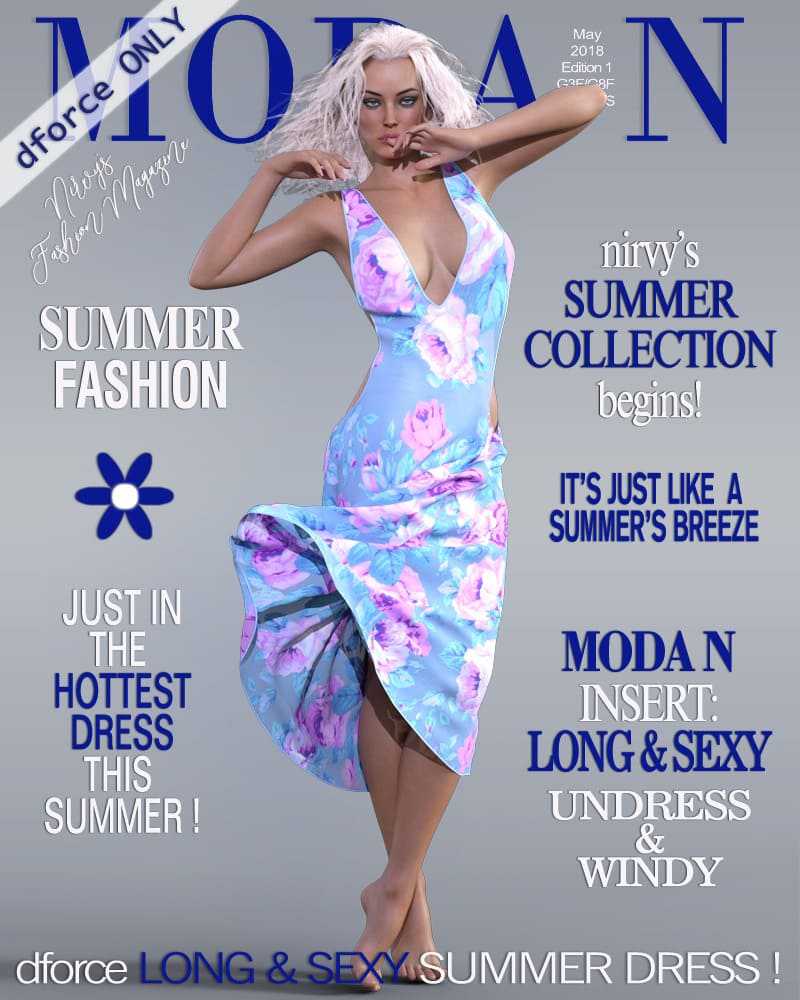 dforce ONLY
MODA N
May
2018
Edition 1
G3F/G8F
Nirvy's
Fashion Magazine
SUMMER
FASHION
JUST IN
THE
HOTTEST
DRESS
THIS
SUMMER !
nirvy's
SUMMER
COLLECTION
begins!
IT'S JUST LIKE A
SUMMER'S BREEZE
MODA N
INSERT:
LONG & SEXY
UNDRESS
&
WINDY
dforce LONG & SEXY SUMMER DRESS !